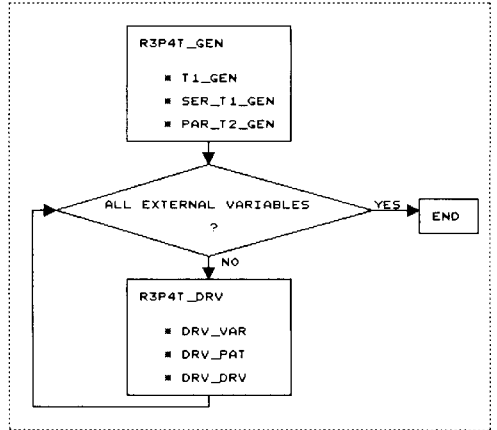 R3P4T_GEN
* T1_GEN
* SER_T1_GEN
* PAR_T2_GEN
ALL EXTERNAL VARIABLES
?
YES
END
NO
R3P4T_DRV
* DRV_VAR
* DRV_PAT
* DRV_DRV